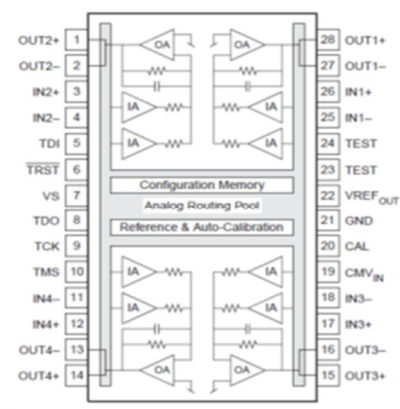 OUT2+ 1 OA OA 28 OUT1+
OUT2– 2 27 OUT1–
IN2+ 3 26 IN1+
IN2– 4 IA IA 25 IN1–
TDI 5 IA IA 24 TEST
TRST 6 23 TEST
VS 7 Configuration Memory 22 VREFOUT
Analog Routing Pool
TDO 8 Reference & Auto-Calibration 21 GND
TCK 9 20 CAL
TMS 10 IA IA 19 CMVIN
IN4– 11 IA IA 18 IN3–
IN4+ 12 17 IN3+
OUT4– 13 16 OUT3–
OUT4+ 14 OA OA 15 OUT3+